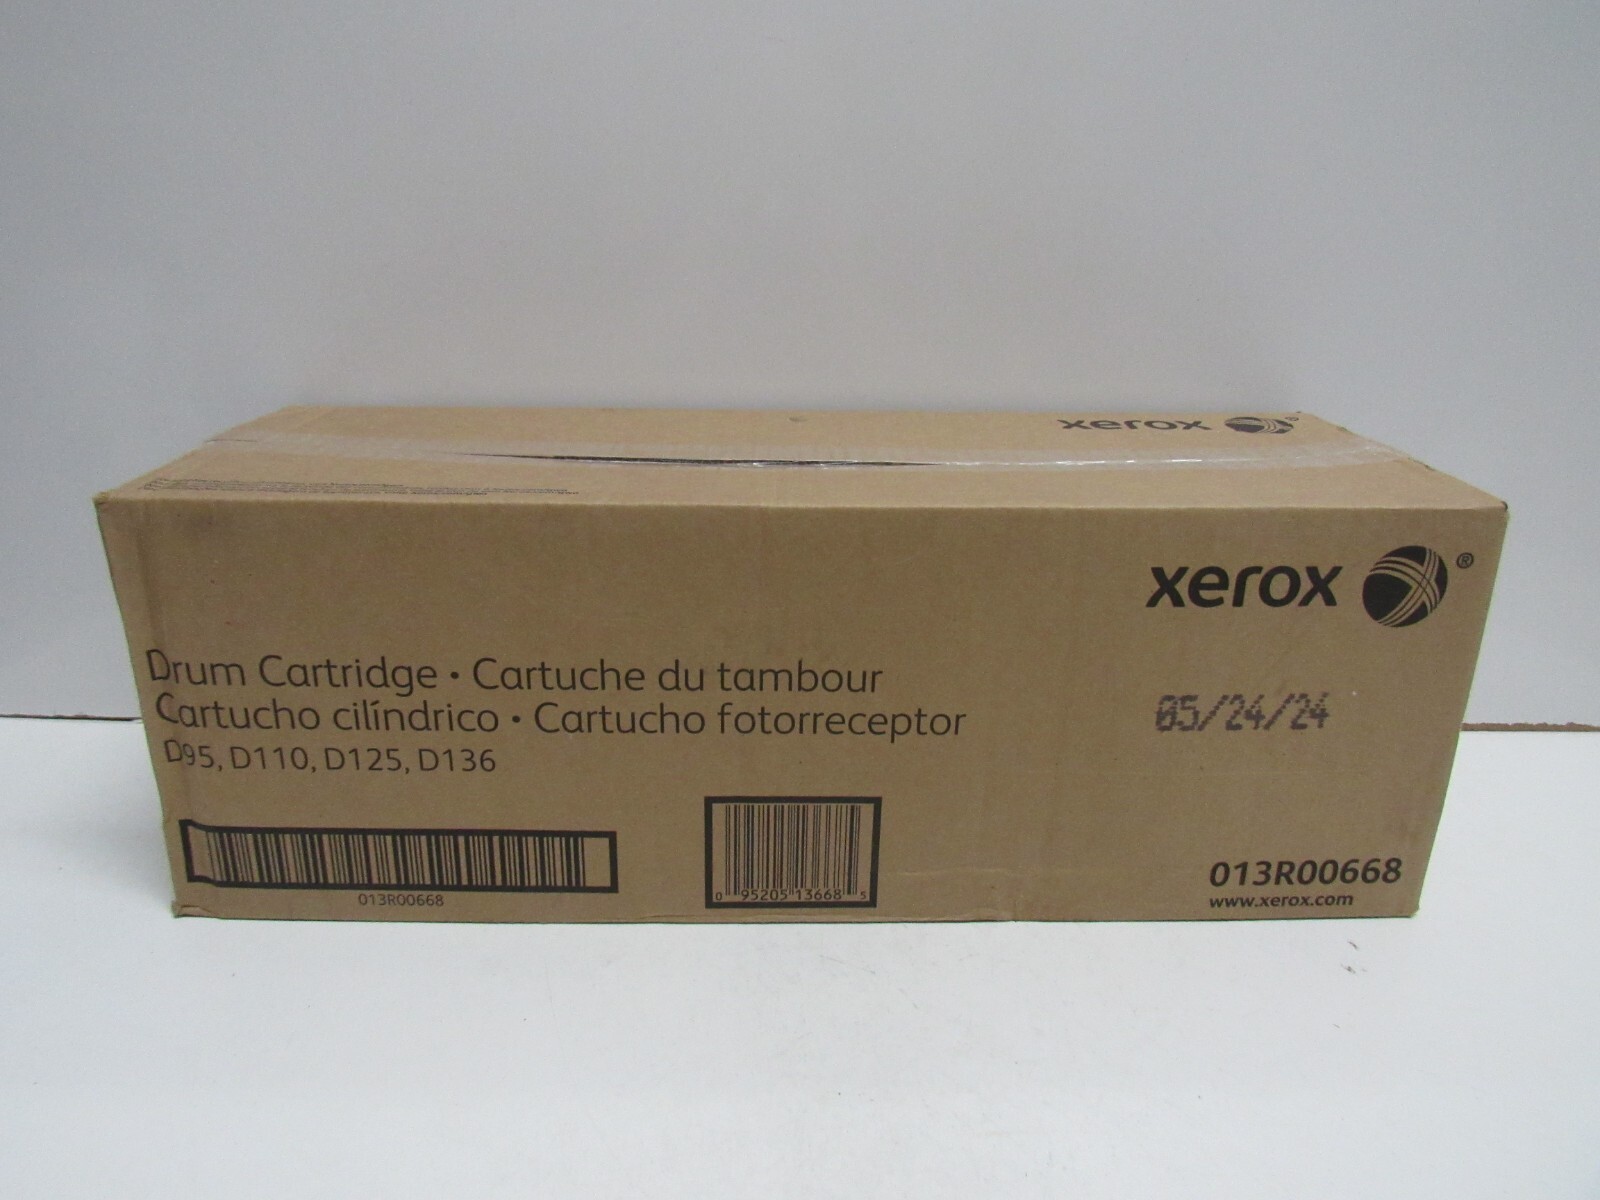 xerox
xerox ®
Drum Cartridge • Cartuche du tambour
Cartucho cilíndrico • Cartucho fotorreceptor
D95, D110, D125, D136
05/24/24
013R00668
0 95205 13668 5
013R00668
www.xerox.com